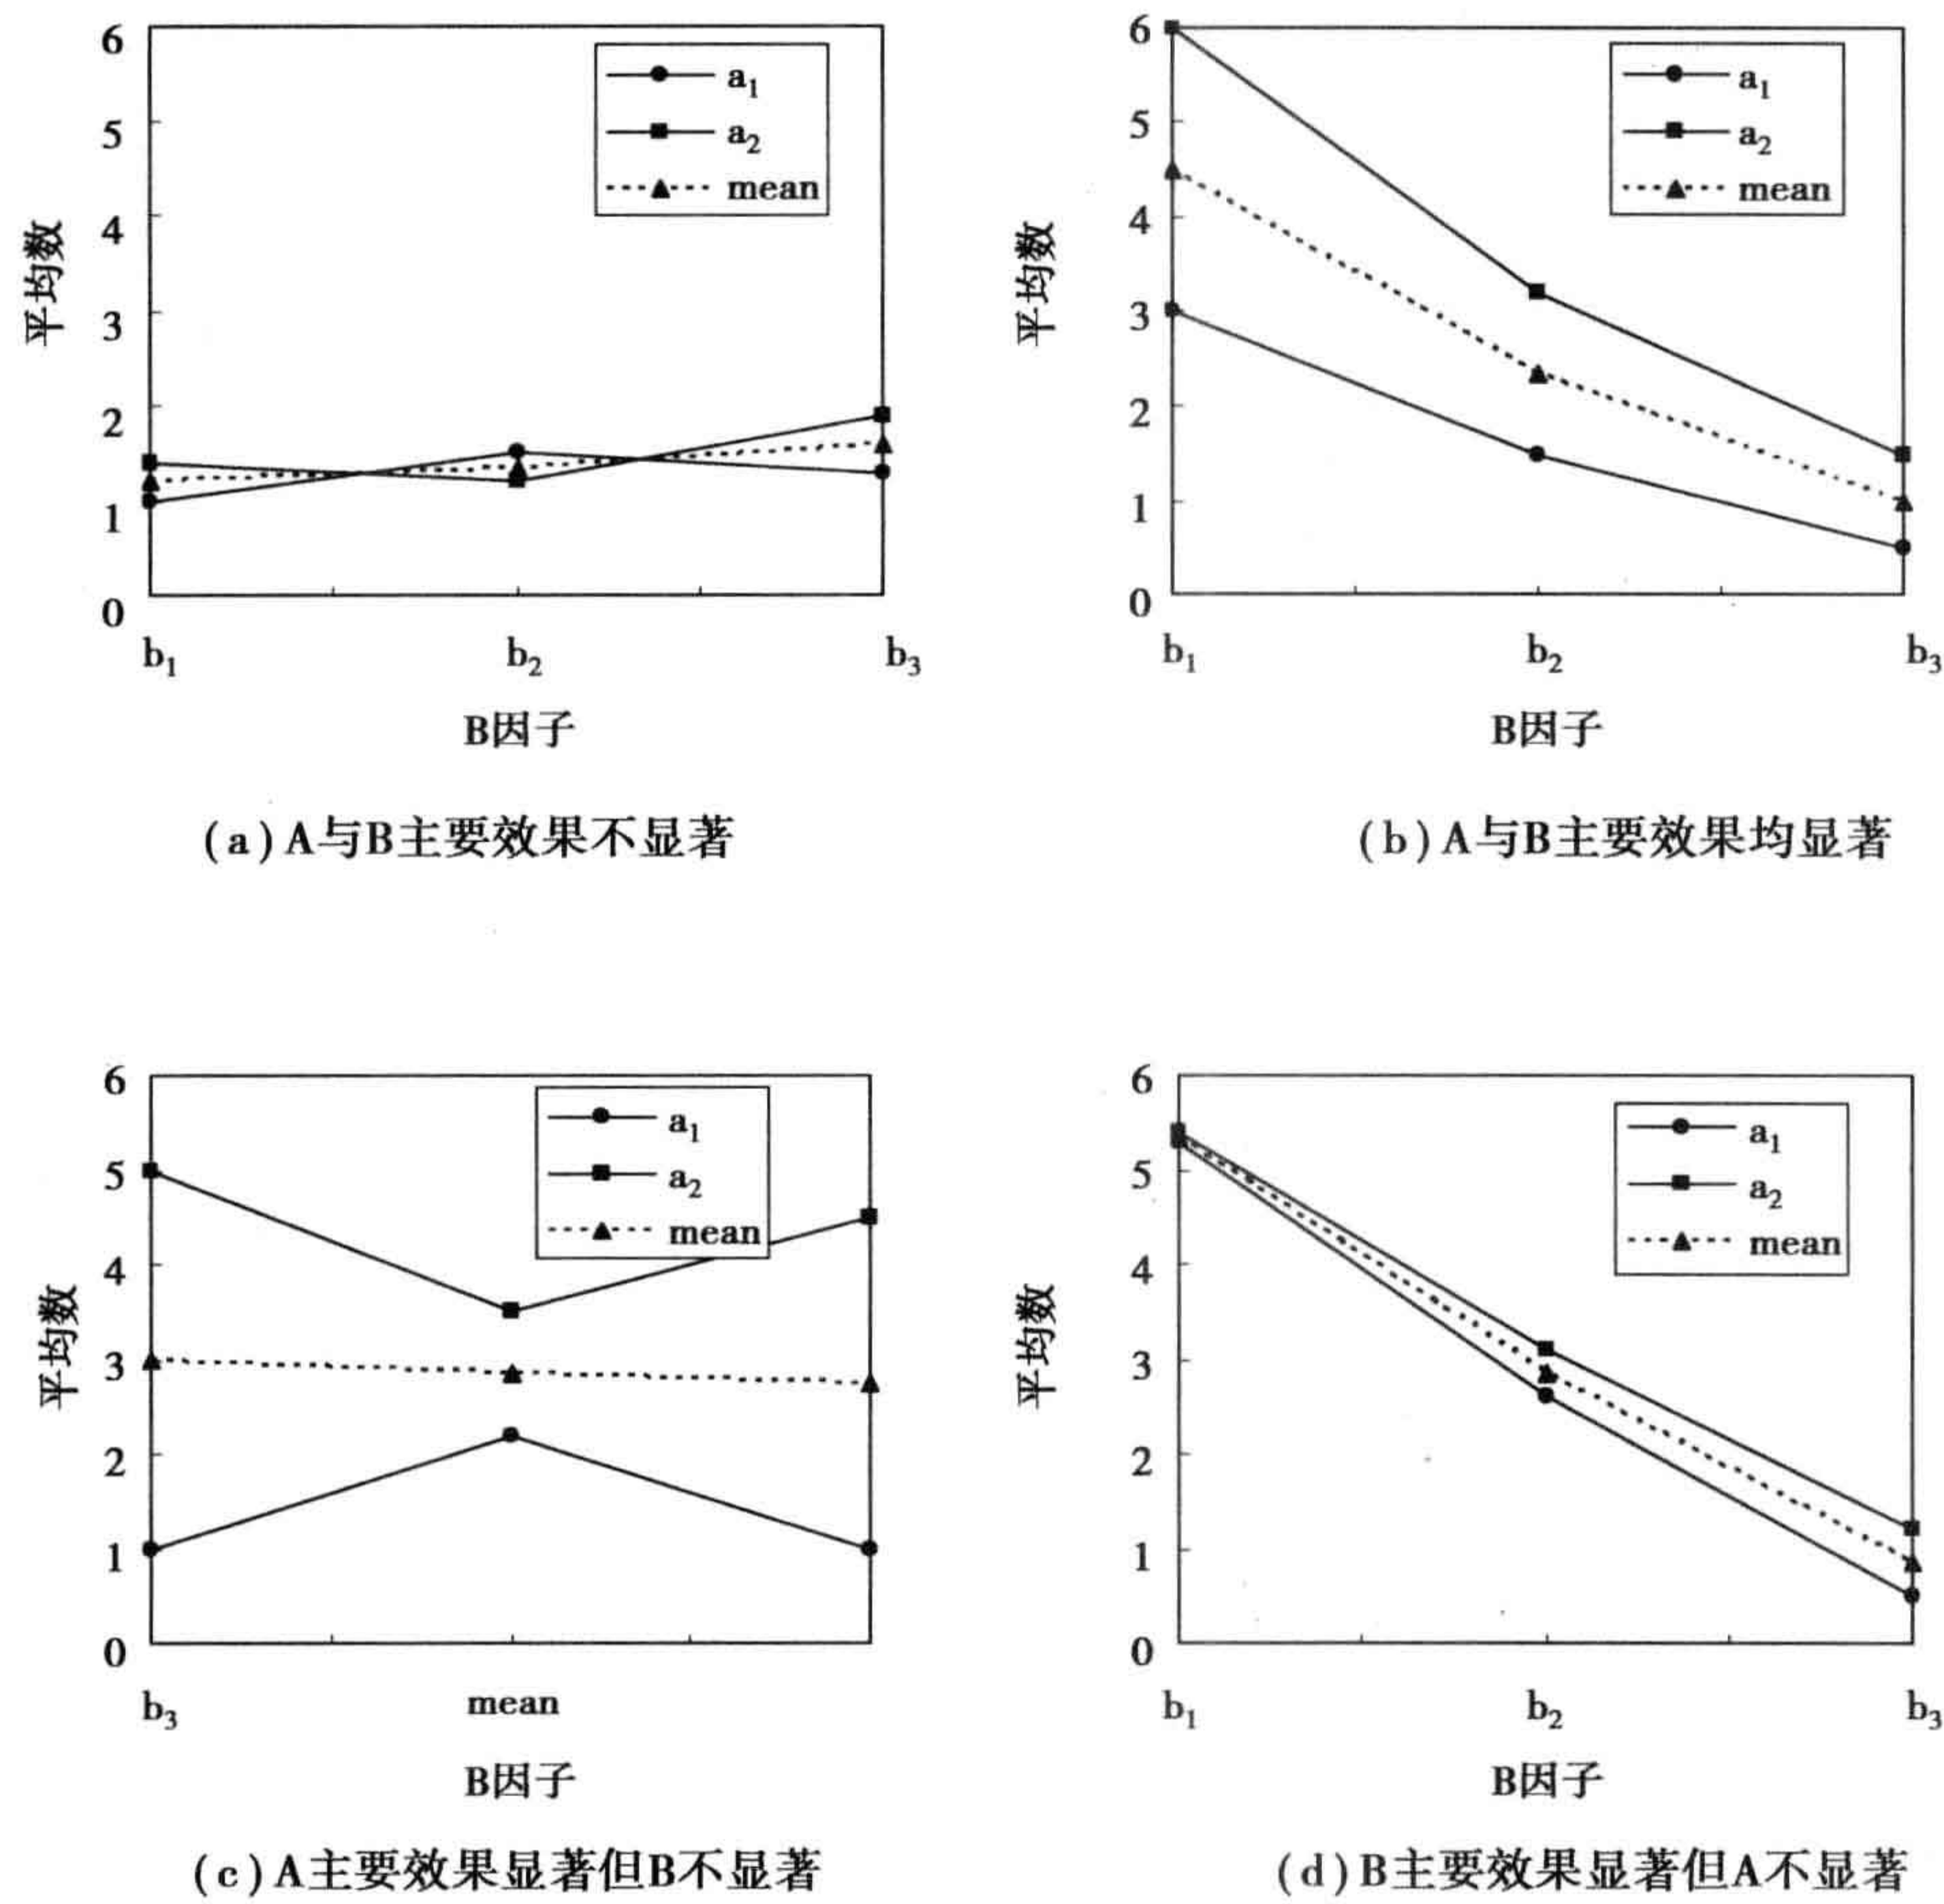 6
5
4
3
2
1
0
平均数
a1
a2
mean
b1 b2 b3
B因子
(a)A与B主要效果不显著
6
5
4
3
2
1
0
平均数
a1
a2
mean
b1 b2 b3
B因子
(b)A与B主要效果均显著
6
5
4
3
2
1
0
平均数
a1
a2
mean
b3 mean
B因子
(c)A主要效果显著但B不显著
6
5
4
3
2
1
0
平均数
a1
a2
mean
b1 b2 b3
B因子
(d)B主要效果显著但A不显著